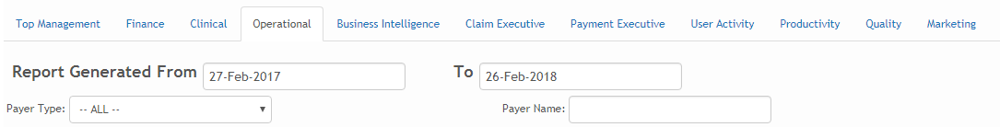 Top Management Finance Clinical Operational Business Intelligence Claim Executive Payment Executive User Activity Productivity Quality Marketing
Report Generated From 27-Feb-2017 To 26-Feb-2018
Payer Type: -- ALL -- Payer Name: